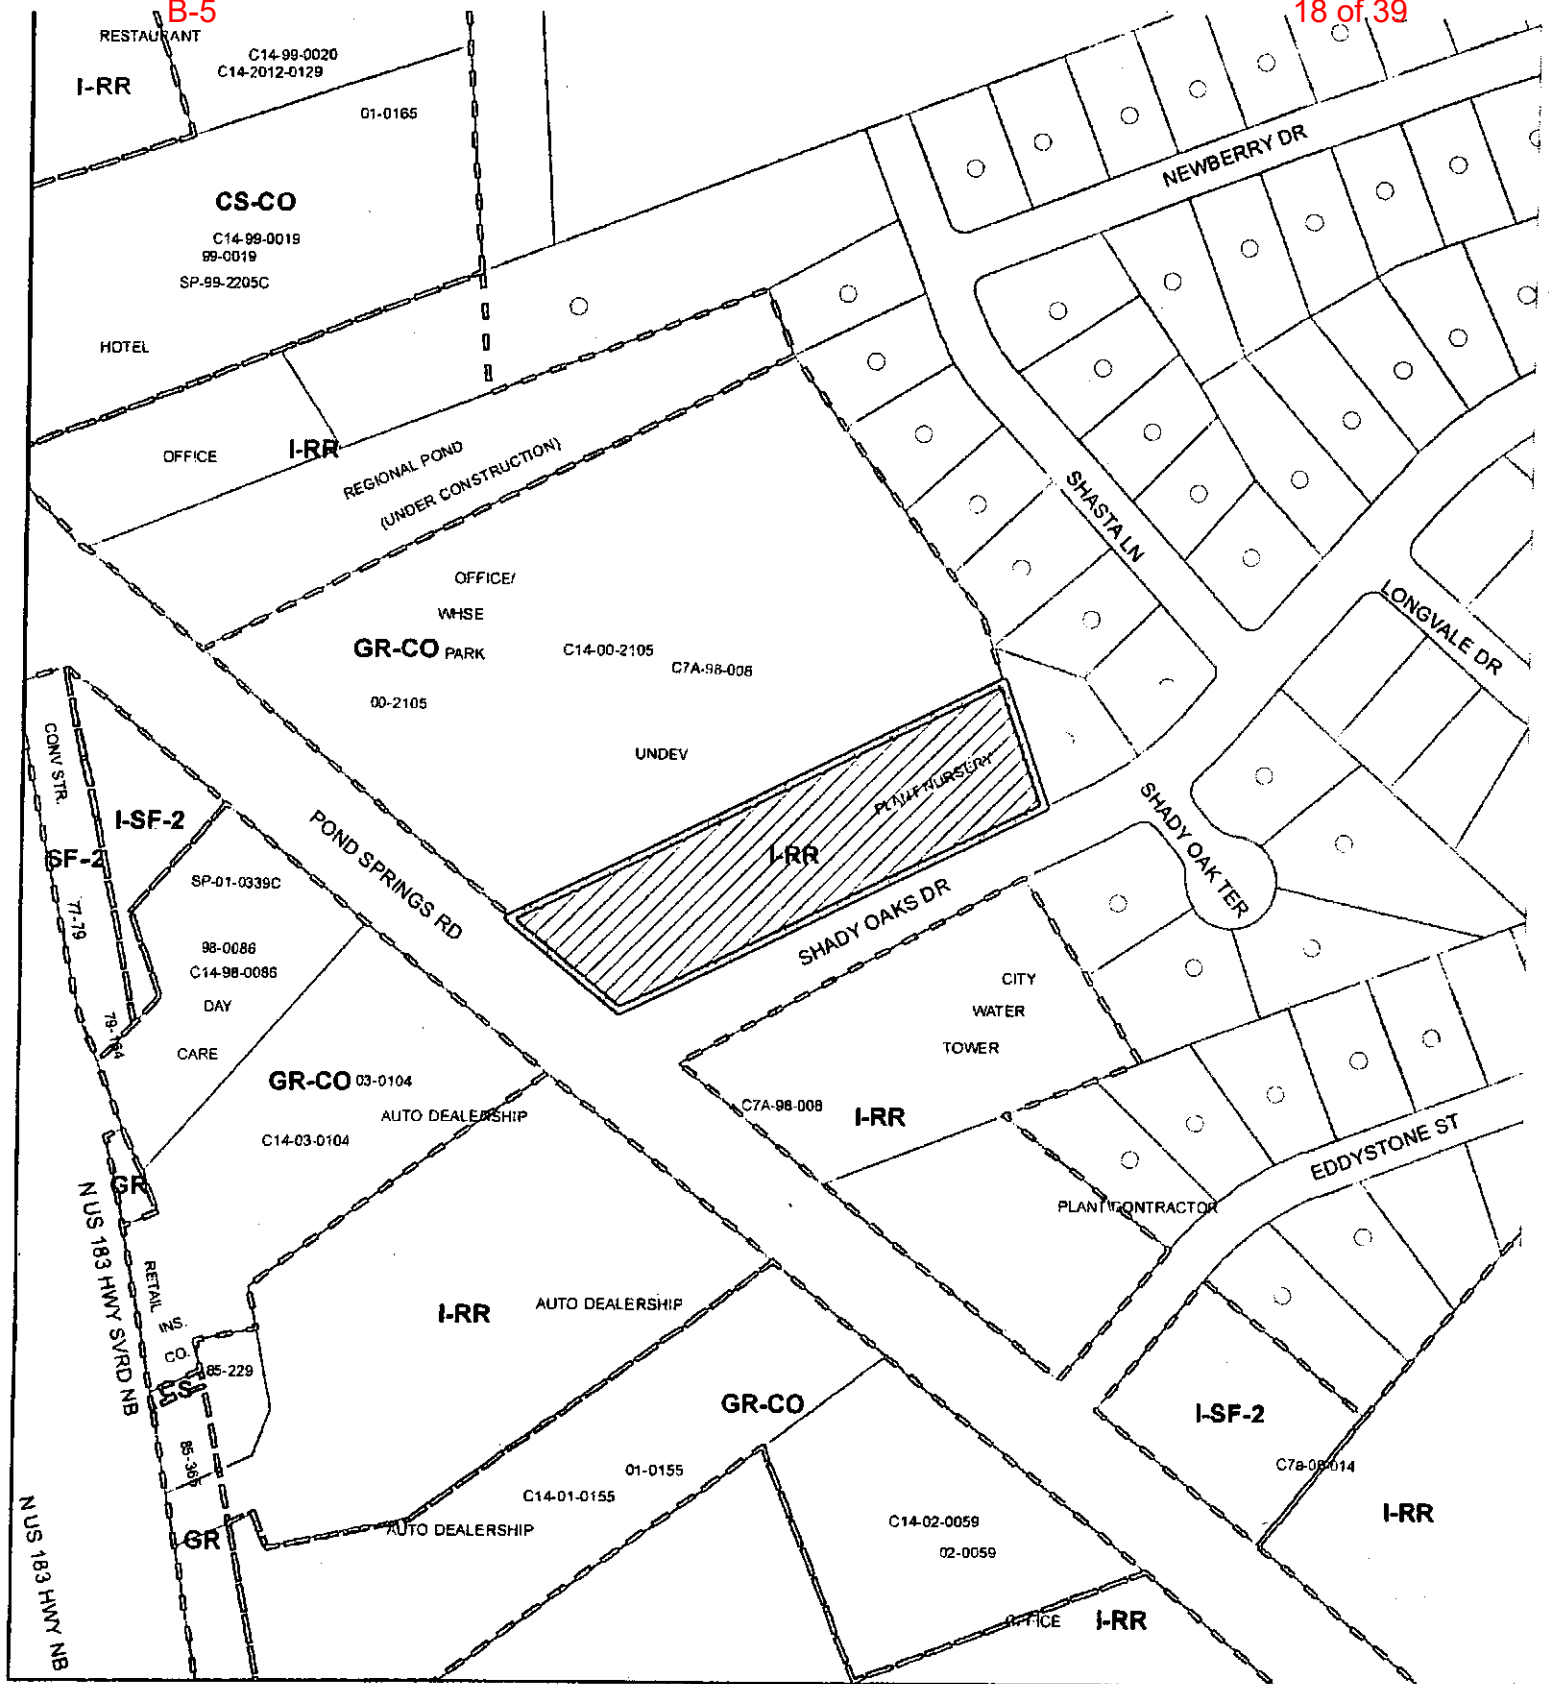 B-5
18 of 39
RESTAURANT
C14-99-0020
C14-2012-0129
I-RR
01-0165
NEWBERRY DR
CS-CO
C14-99-0019
99-0019
SP-99-2205C
HOTEL
OFFICE
I-RR
REGIONAL POND
(UNDER CONSTRUCTION)
SHASTA LN
OFFICE/
WHSE
GR-CO PARK
C14-00-2105
C7A-98-008
00-2105
LONGVALE DR
UNDEV
CONV STR.
I-SF-2
SF-2
77-79
POND SPRINGS RD
PLANT NURSERY
I-RR
SHADY OAK TER
SHADY OAKS DR
SP-01-0339C
98-0086
C14-98-0086
DAY
CARE
CITY
WATER
TOWER
GR-CO 03-0104
AUTO DEALERSHIP
C14-03-0104
C7A-98-008
I-RR
EDDYSTONE ST
PLANT CONTRACTOR
GR
N US 183 HWY SVRD NB
RETAIL
INS.
CO.
85-229
CS
85-365
I-RR
AUTO DEALERSHIP
GR-CO
I-SF-2
01-0155
C14-01-0155
AUTO DEALERSHIP
GR
C14-02-0059
02-0059
I-RR
OFFICE
I-RR
N US 183 HWY NB